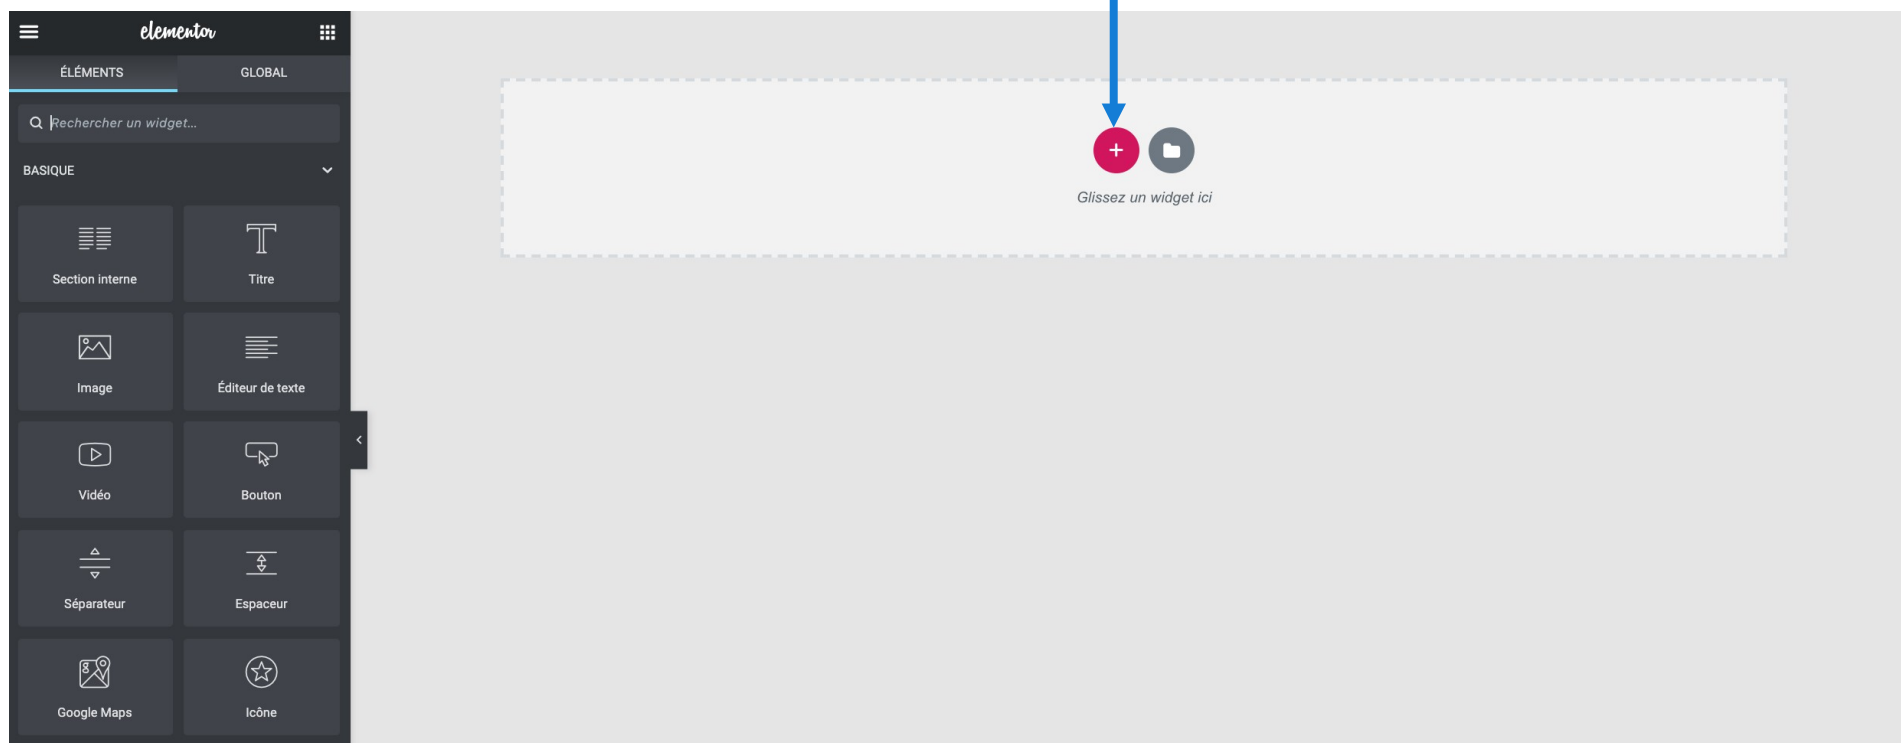 elementor
ÉLÉMENTS
GLOBAL
Rechercher un widget...
BASIQUE
Section interne
Titre
Image
Éditeur de texte
Vidéo
Bouton
Séparateur
Espaceur
Google Maps
Icône
Glissez un widget ici